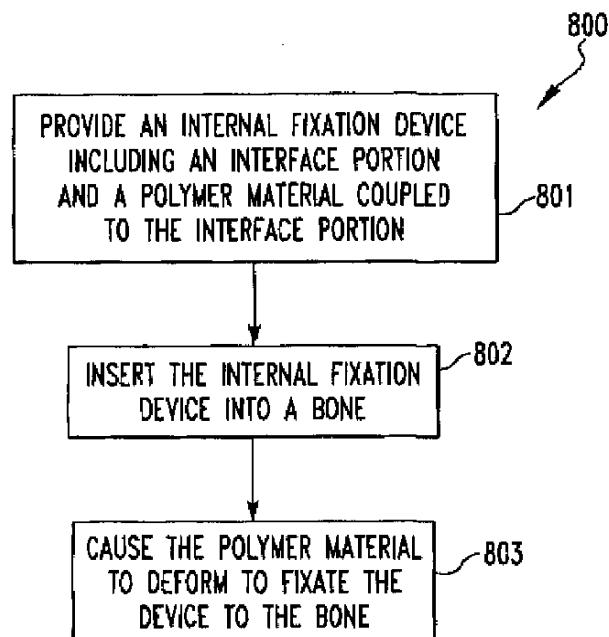 800
PROVIDE AN INTERNAL FIXATION DEVICE
INCLUDING AN INTERFACE PORTION
AND A POLYMER MATERIAL COUPLED
TO THE INTERFACE PORTION
801
INSERT THE INTERNAL FIXATION
DEVICE INTO A BONE
802
CAUSE THE POLYMER MATERIAL
TO DEFORM TO FIXATE THE
DEVICE TO THE BONE
803